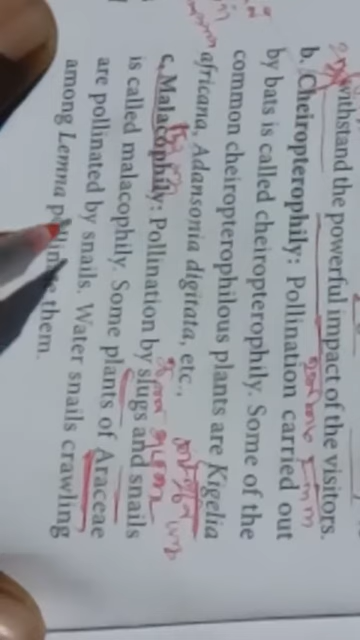 withstand the powerful impact of the visitors.
b. Cheiropterophily: Pollination carried out
by bats is called cheiropterophily. Some of the
common cheiropterophilous plants are Kigelia
africana, Adansonia digitata, etc.,
c. Malacophily: Pollination by slugs and snails
is called malacophily. Some plants of Araceae
are pollinated by snails. Water snails crawling
among Lemna pollinate them.